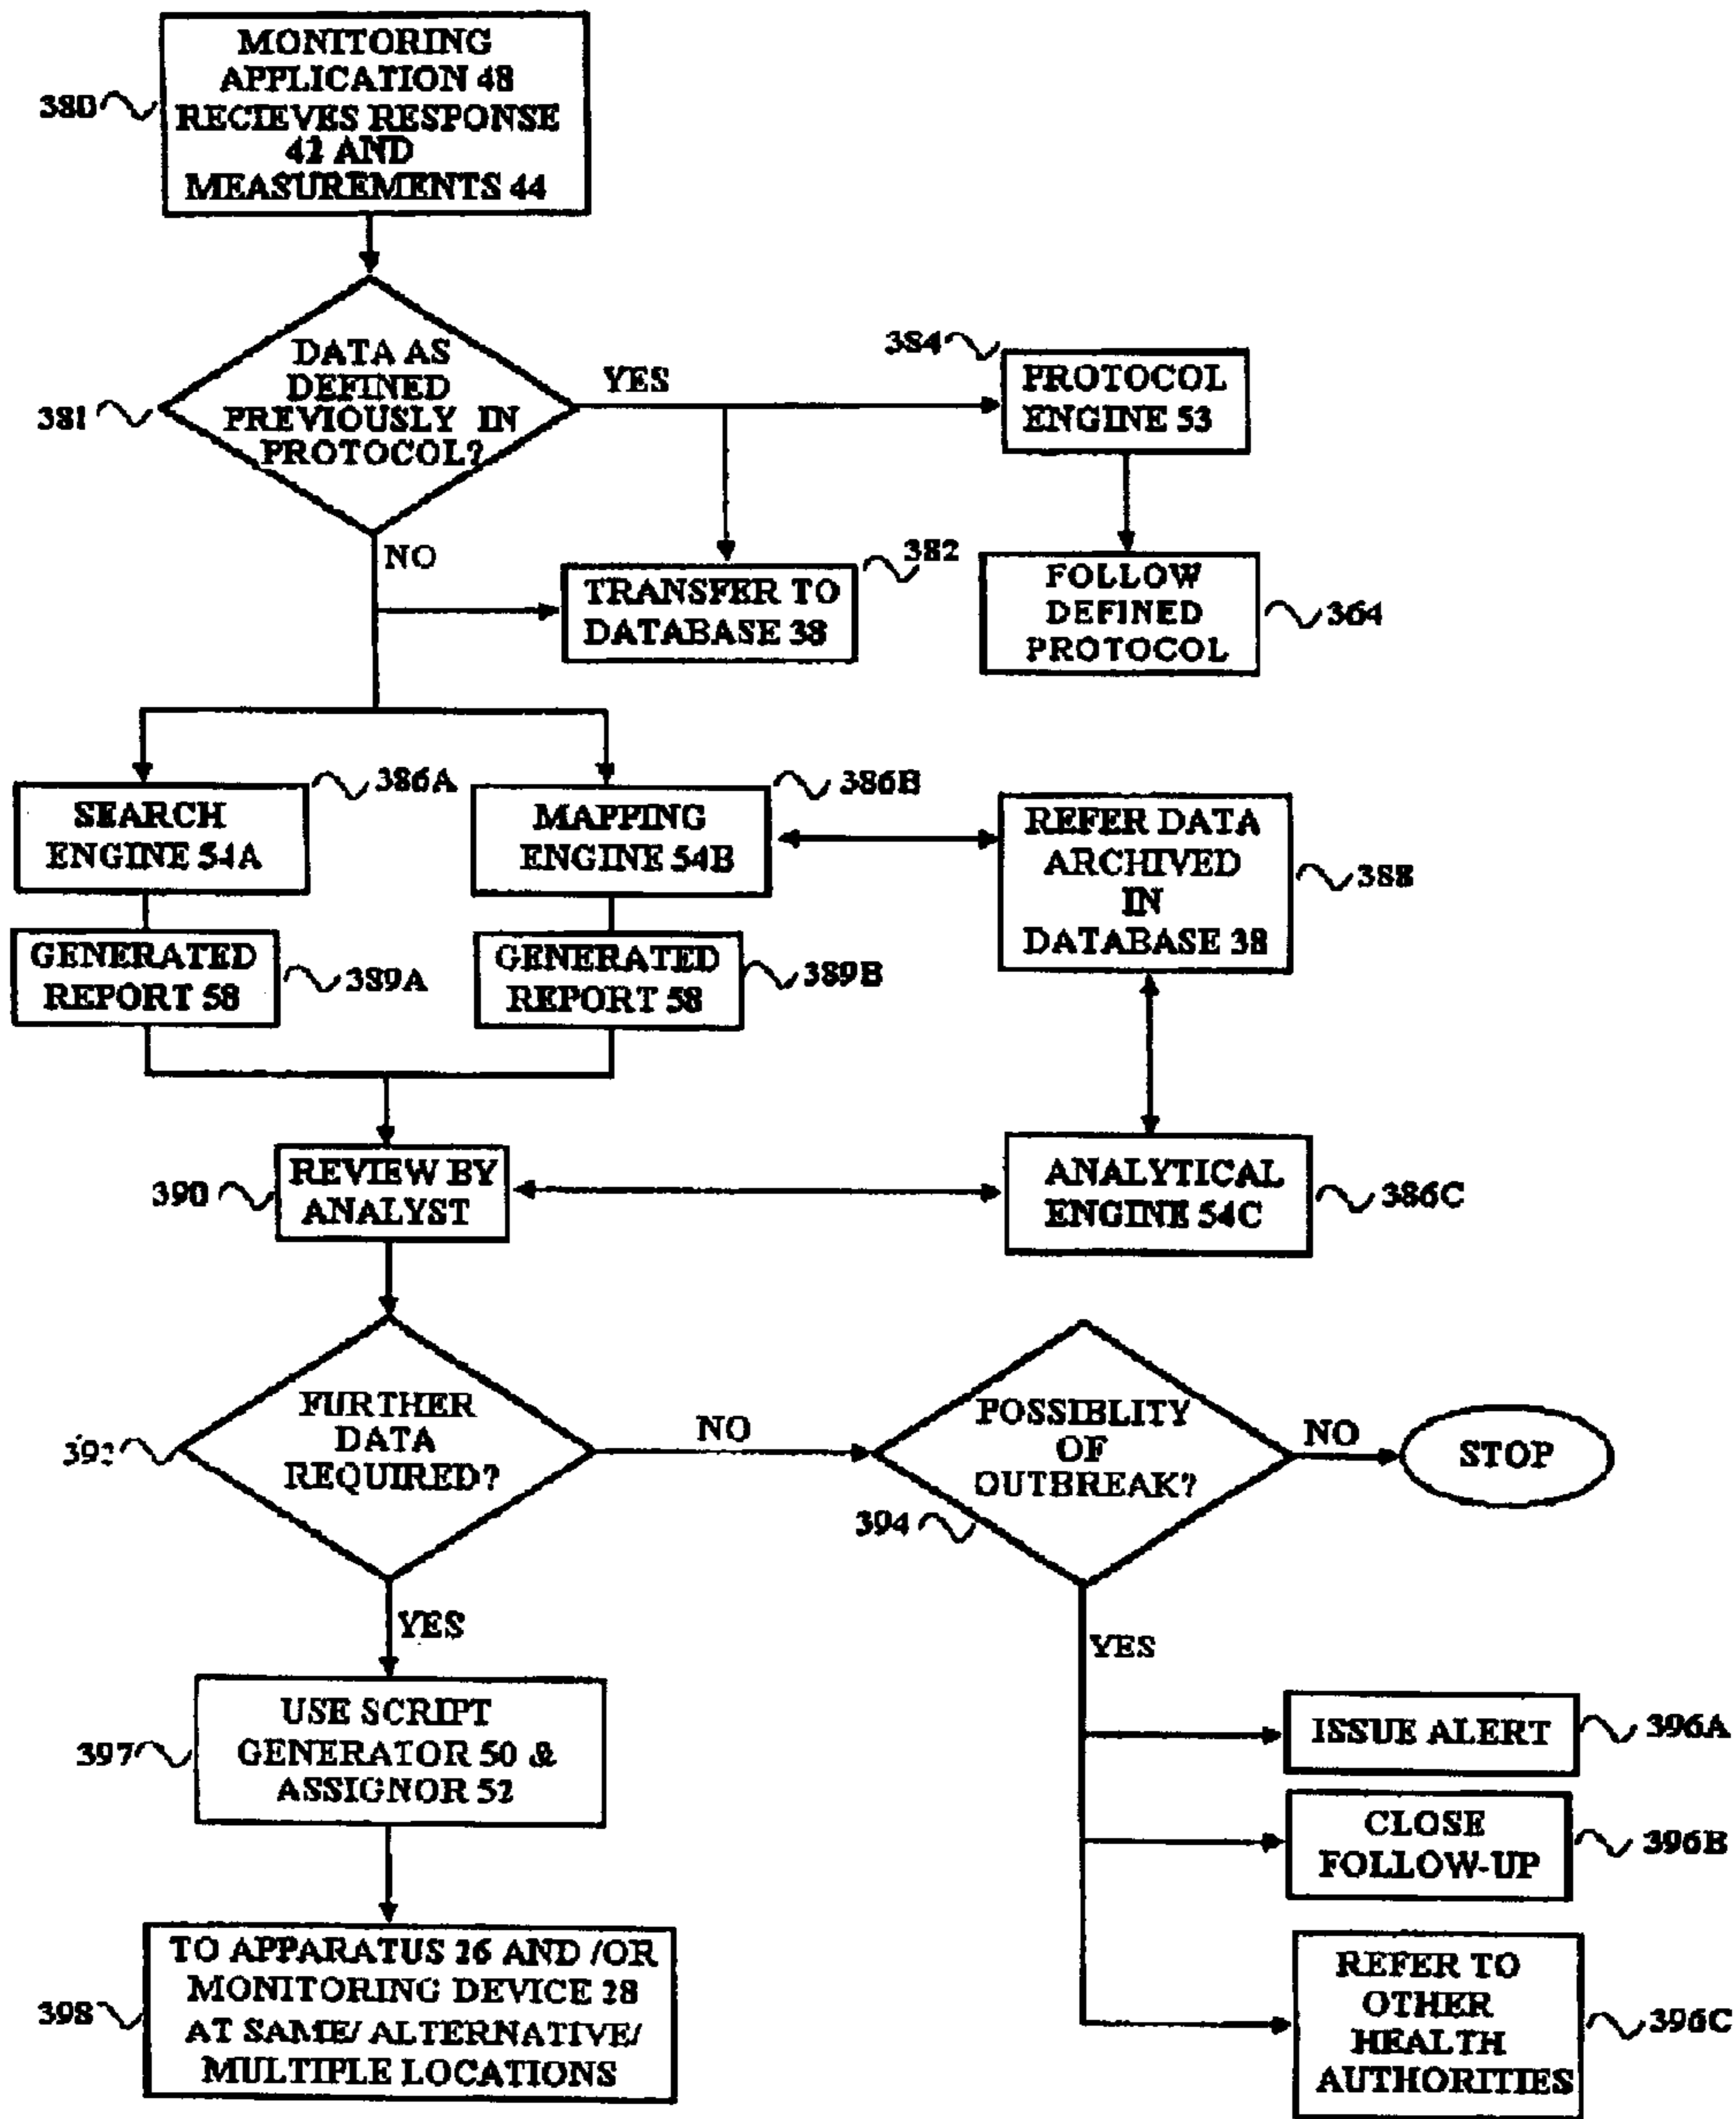 MONITORING
APPLICATION 48
RECIEVES RESPONSE
42 AND
MEASUREMENTS 44
380
DATA AS
DEFINED
PREVIOUSLY IN
PROTOCOL?
381
YES
384
PROTOCOL
ENGINE 53
NO
382
TRANSFER TO
DATABASE 38
FOLLOW
DEFINED
PROTOCOL
364
386A
SEARCH
ENGINE 54A
386B
MAPPING
ENGINE 54B
REFER DATA
ARCHIVED
IN
DATABASE 38
388
GENERATED
REPORT 58
389A
GENERATED
REPORT 58
389B
390
REVIEW BY
ANALYST
ANALYTICAL
ENGINE 54C
386C
FURTHER
DATA
REQUIRED?
NO
POSSIBLITY
OF
OUTBREAK?
394
NO
STOP
YES
YES
397
USE SCRIPT
GENERATOR 50 &
ASSIGNOR 52
ISSUE ALERT
396A
CLOSE
FOLLOW-UP
396B
398
TO APPARATUS 26 AND /OR
MONITORING DEVICE 28
AT SAME/ ALTERNATIVE/
MULTIPLE LOCATIONS
REFER TO
OTHER
HEALTH
AUTHORITIES
396C